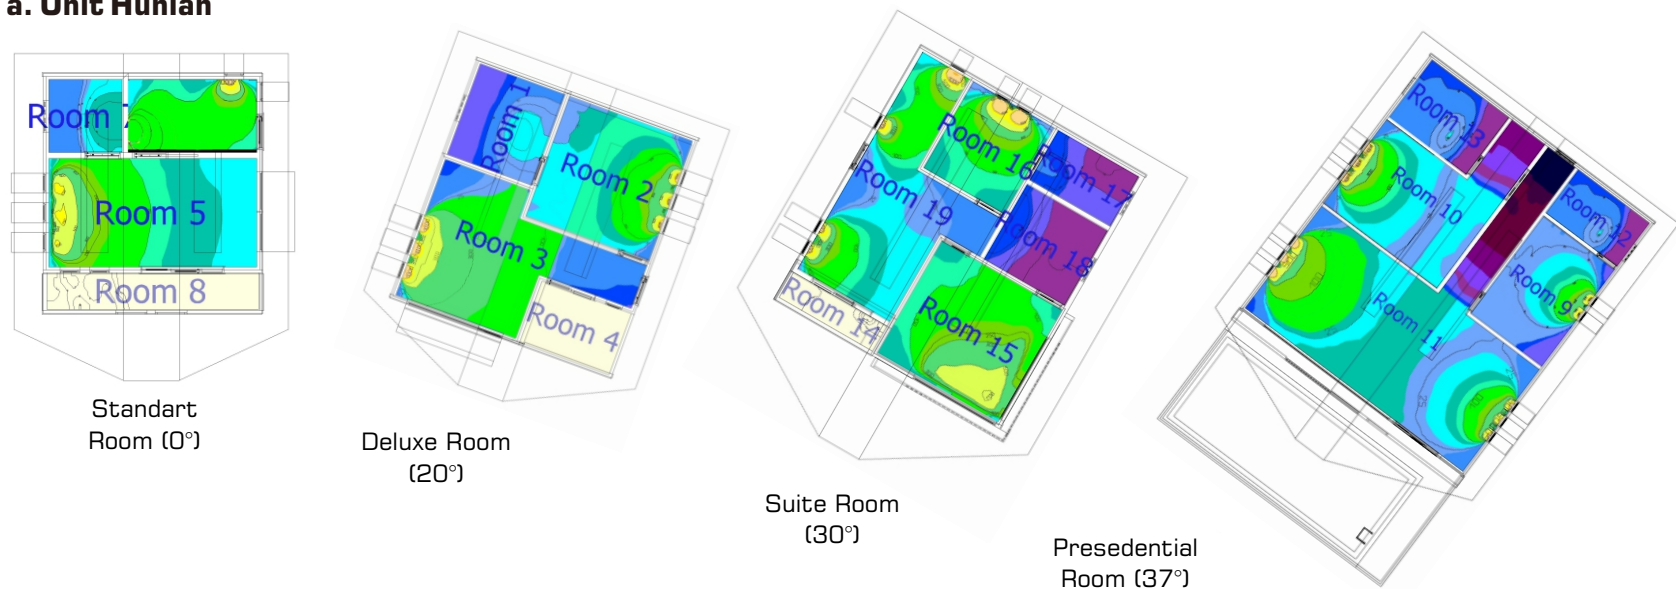 a. Unit Hunian
Room 7
Room 5
Room 8
Standart
Room (0°)
Room 1
Room 2
Room 3
Room 4
Deluxe Room
(20°)
Room 16
Room 17
Room 19
Room 18
Room 14
Room 15
Suite Room
(30°)
Room 13
Room 10
Room 12
Room 9
Room 11
Presedential
Room (37°)